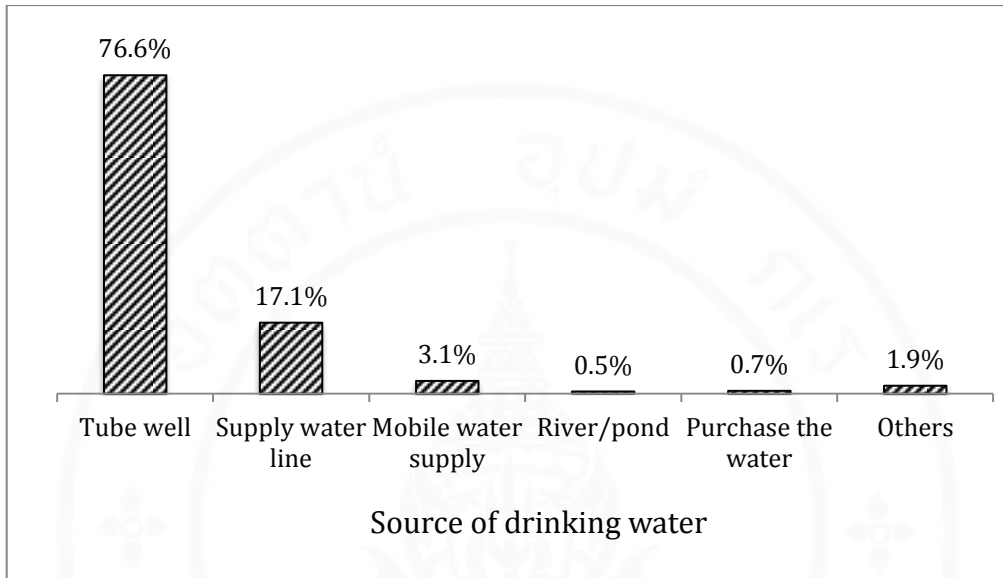 76.6%
17.1%
3.1%
0.5%
0.7%
1.9%
Tube well
Supply water
line
Mobile water
supply
River/pond
Purchase the
water
Others
Source of drinking water